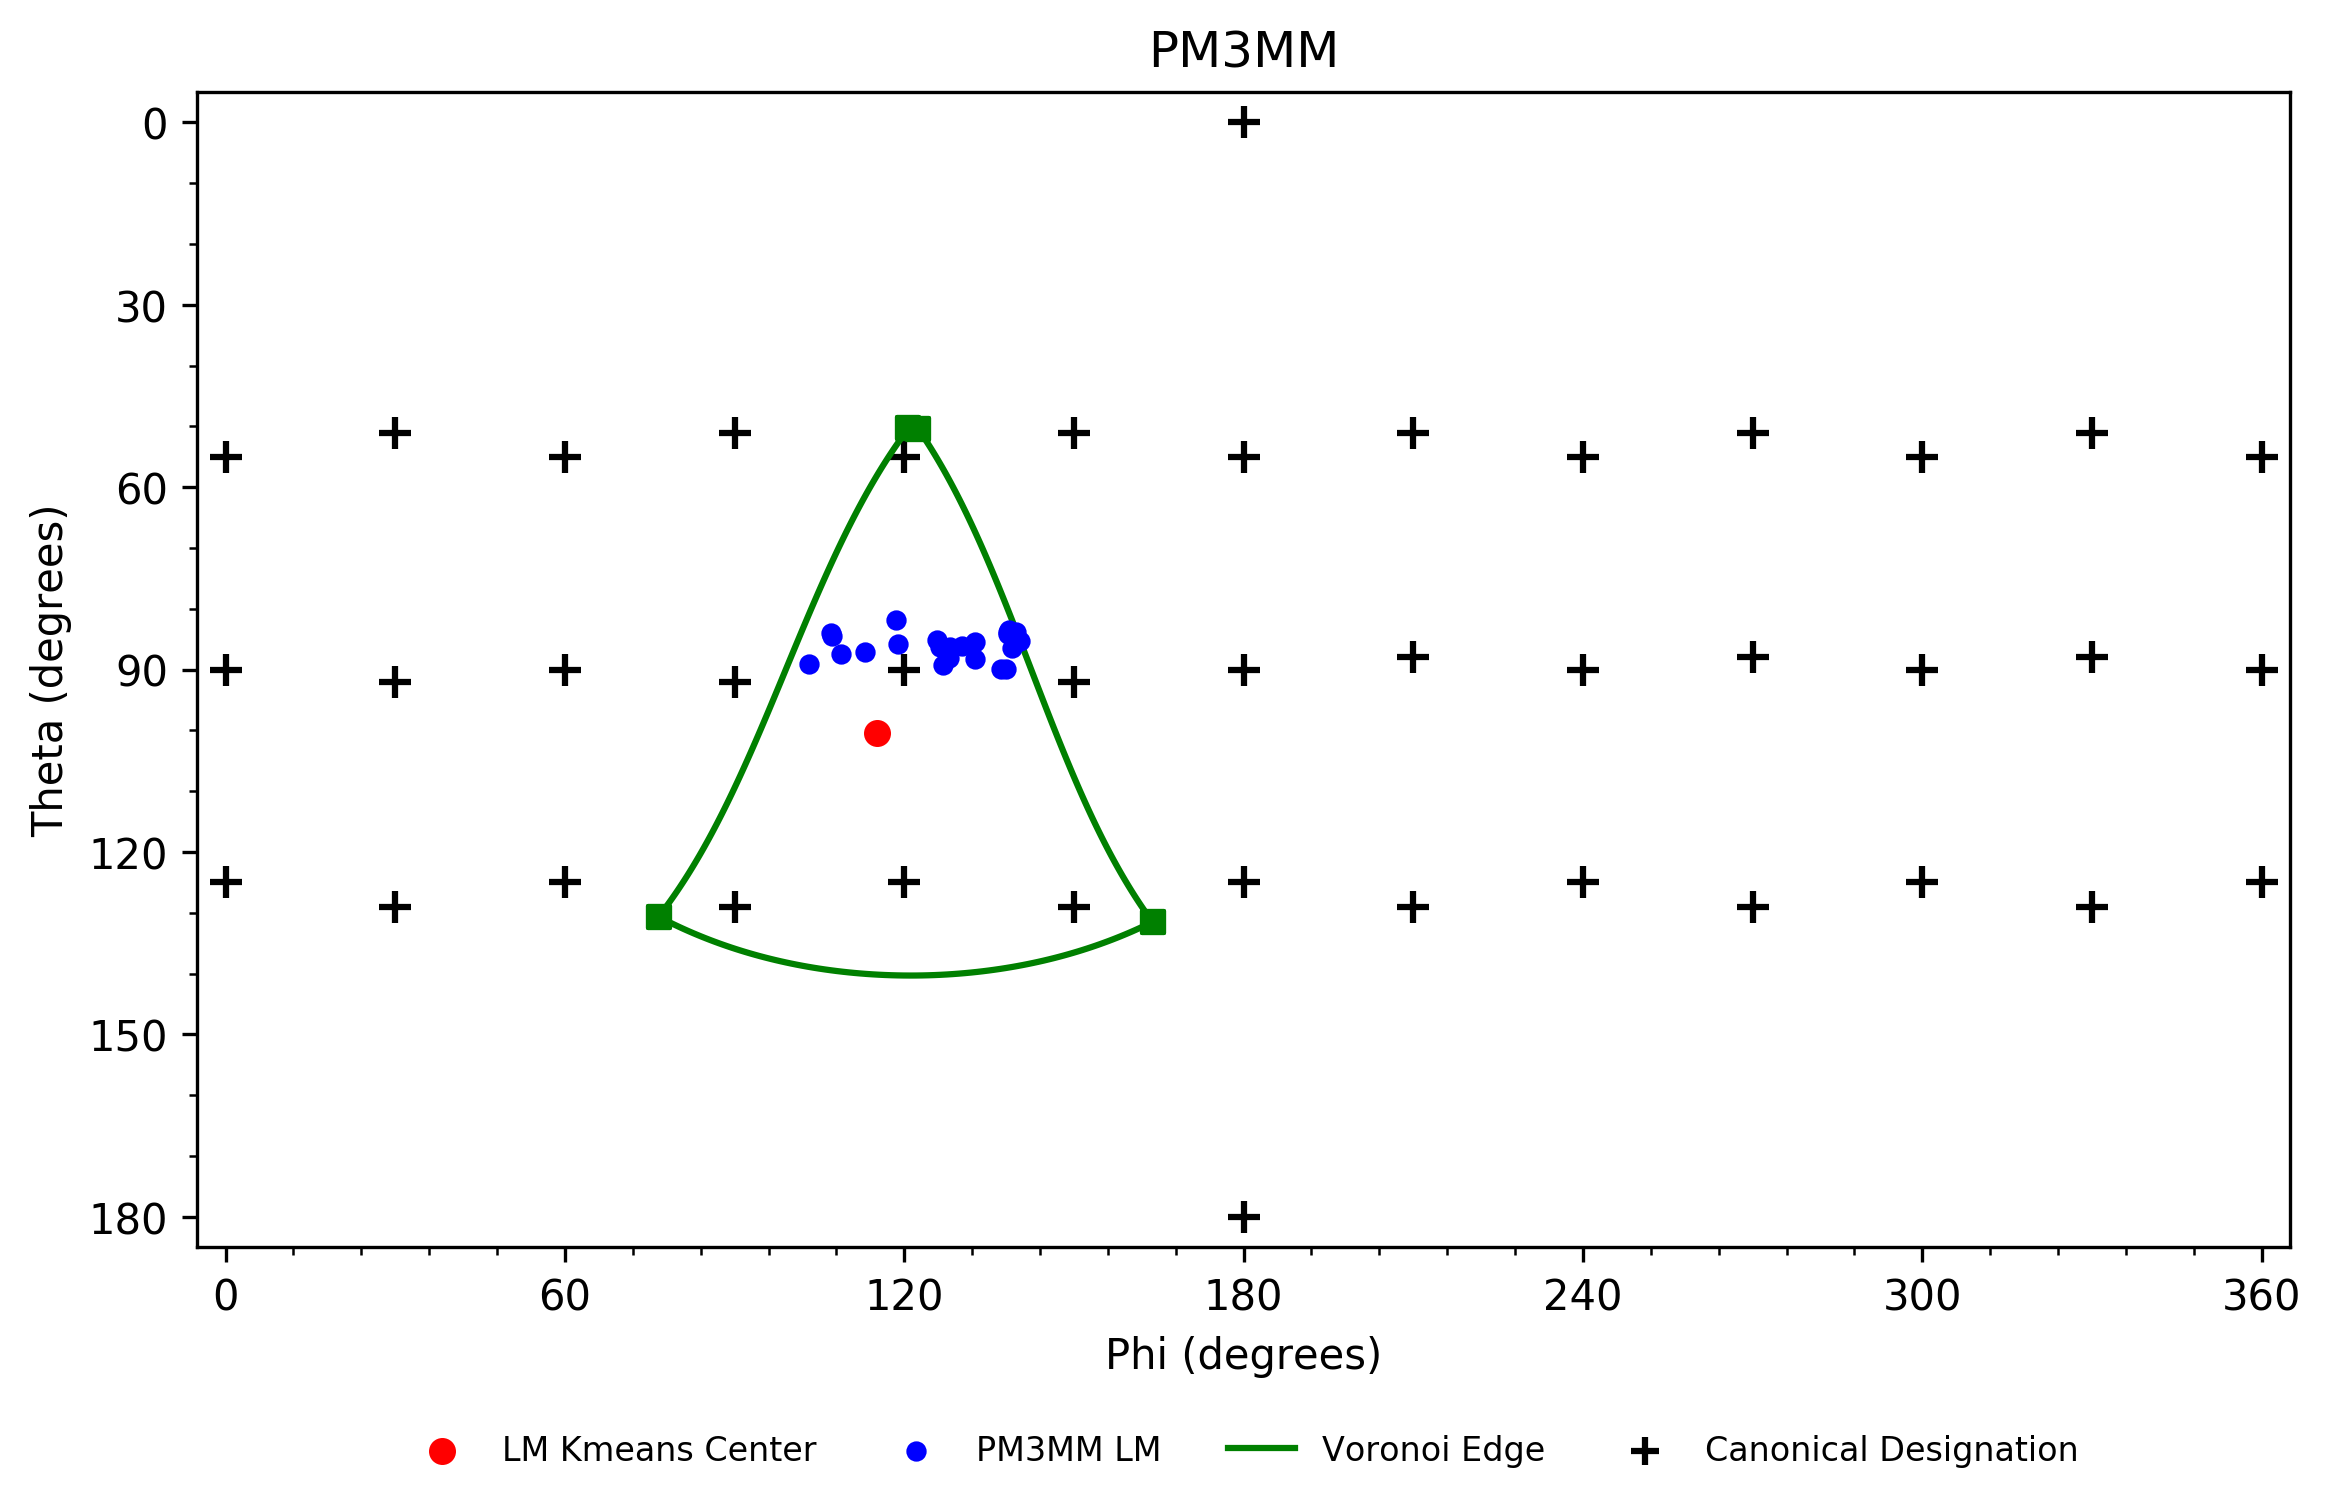 PM3MM
0
30
60
90
120
150
180
Theta (degrees)
0 60 120 180 240 300 360
Phi (degrees)
LM Kmeans Center PM3MM LM Voronoi Edge Canonical Designation